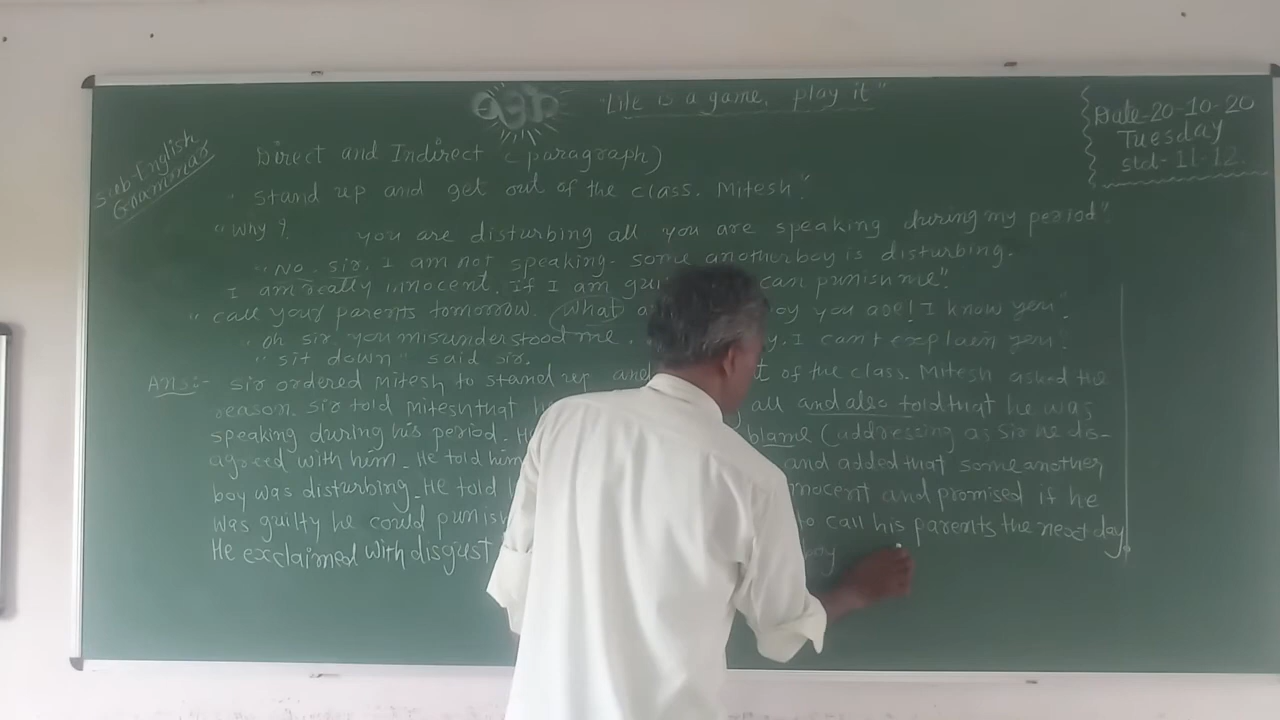 "Life is a game, play it"
Date-20-10-20
Tuesday
Std-11-12.
Sub-English
Grammar
Direct and Indirect (paragraph)
"Stand up and get out of the class. Mitesh"
"Why? you are disturbing all you are speaking during my period".
"No, sir, I am not speaking. some another boy is disturbing.
I am really innocent. If I am can punish me".
"call your parents tomorrow. What you are! I know you".
"oh sir, you misunderstood me. I can't explain you.
"sit down" said sir.
Ans:- Sir ordered Mitesh to stand up and of the class. Mitesh asked the
reason. Sir told Mitesh that all and also told that he was
speaking during his period. blame (addressing as Sir he dis-
agreed with him. He told him and added that some another
boy was disturbing. He told and promised if he
was guilty he could punish call his parents the next day.
He exclaimed with disgust boy